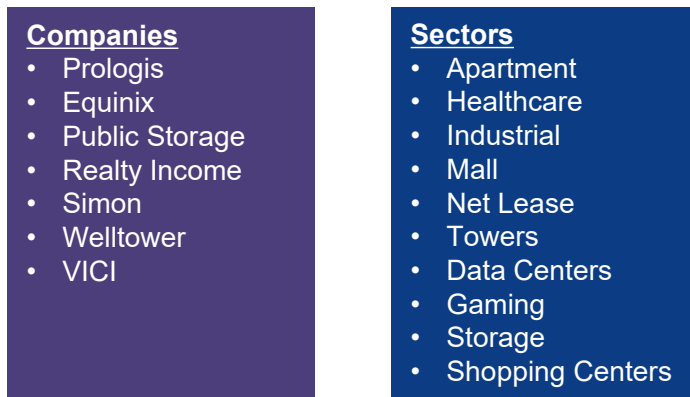 Companies
• Prologis
• Equinix
• Public Storage
• Realty Income
• Simon
• Welltower
• VICI
Sectors
• Apartment
• Healthcare
• Industrial
• Mall
• Net Lease
• Towers
• Data Centers
• Gaming
• Storage
• Shopping Centers